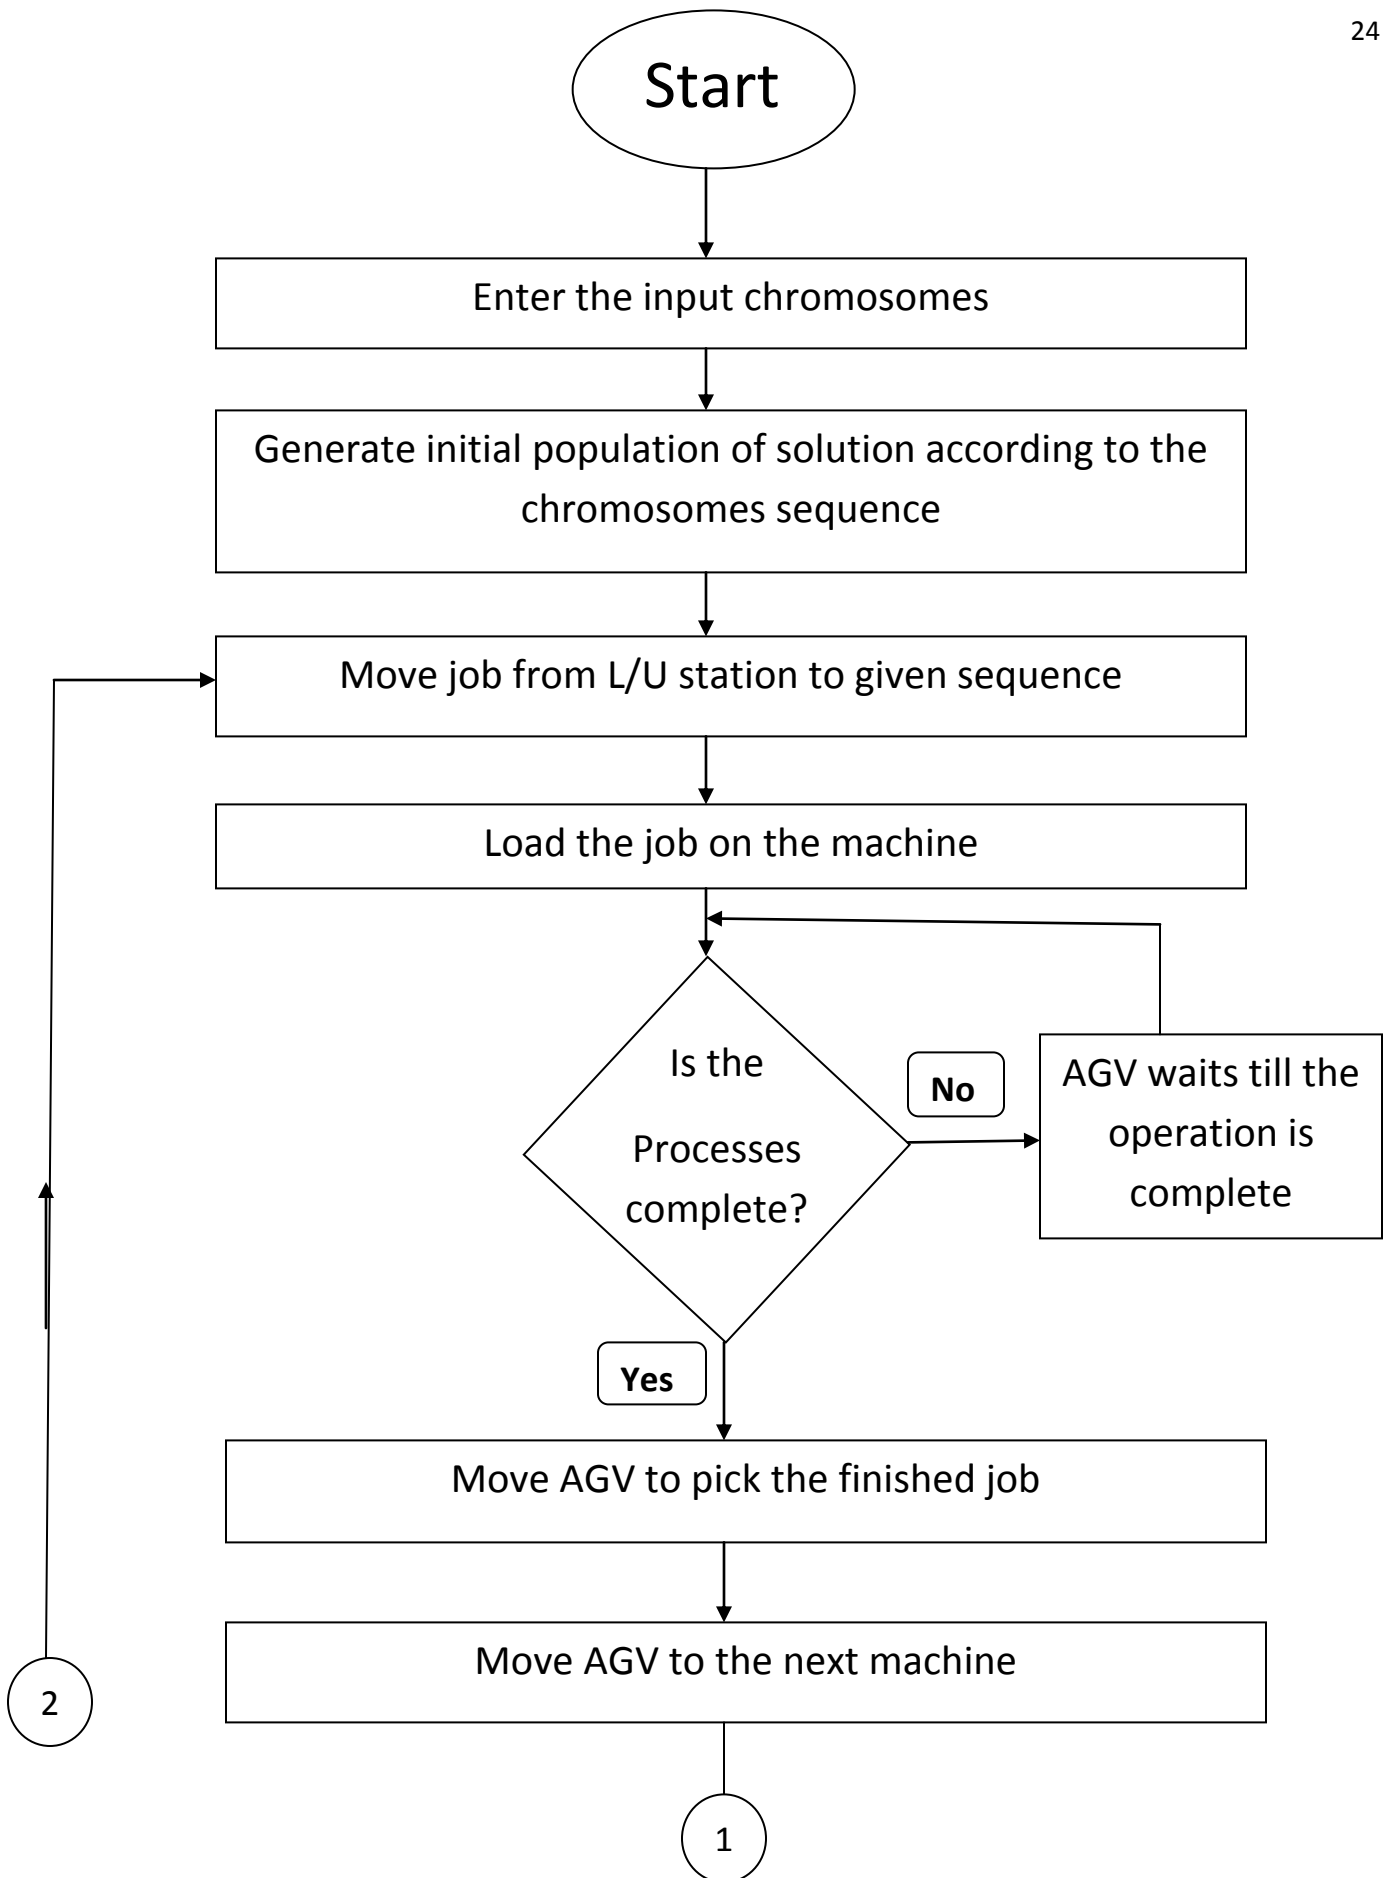 24
Start
Enter the input chromosomes
Generate initial population of solution according to the
chromosomes sequence
Move job from L/U station to given sequence
Load the job on the machine
Is the
Processes
complete?
No
AGV waits till the
operation is
complete
Yes
Move AGV to pick the finished job
Move AGV to the next machine
2
1